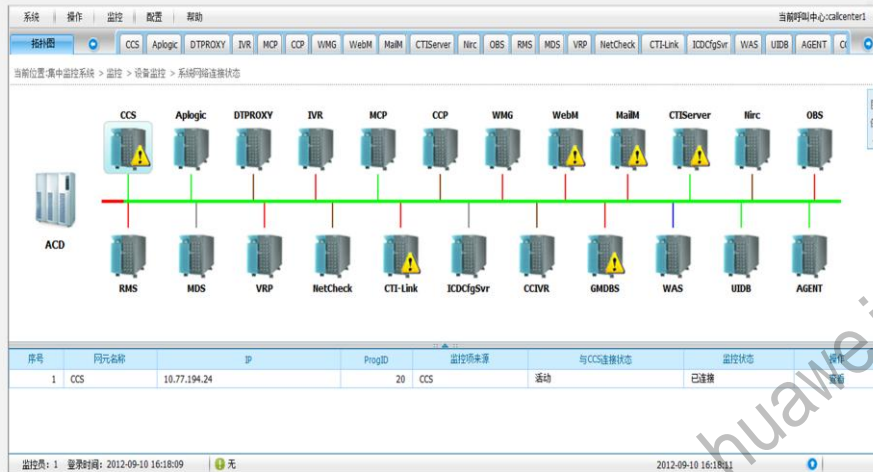 系统 操作 监控 配置 帮助 当前呼叫中心:callcenter1
拓扑图 CCS Aplogic DTPROXY IVR MCP CCP WMG WebM MailM CTIServer Nirc OBS RMS MDS VRP NetCheck CTI-Link ICDCfgSvr WAS UIDB AGENT
当前位置:集中监控系统 > 监控 > 设备监控 > 系统网络连接状态
CCS Aplogic DTPROXY IVR MCP CCP WMG WebM MailM CTIServer Nirc OBS
ACD
RMS MDS VRP NetCheck CTI-Link ICDCfgSvr CCIVR GMDBS WAS UIDB AGENT
序号 网元名称 IP ProgID 监控项来源 与CCS连接状态 监控状态 操作
1 CCS 10.77.194.24 20 CCS 活动 已连接 查看
监控员: 1 登录时间: 2012-09-10 16:18:09 无 2012-09-10 16:18:11
huawei